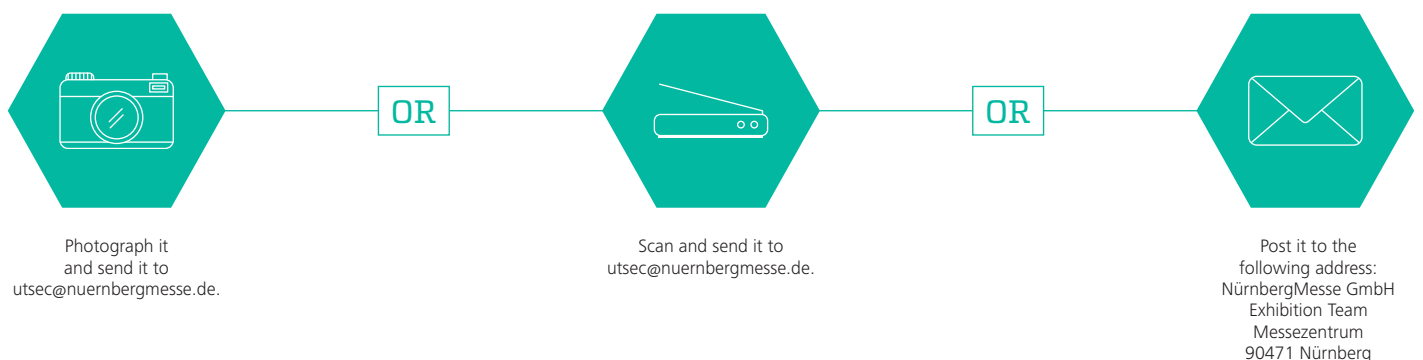 OR
OR
Photograph it
and send it to
utsec@nuernbergmesse.de.
Scan and send it to
utsec@nuernbergmesse.de.
Post it to the
following address:
NürnbergMesse GmbH
Exhibition Team
Messezentrum
90471 Nürnberg